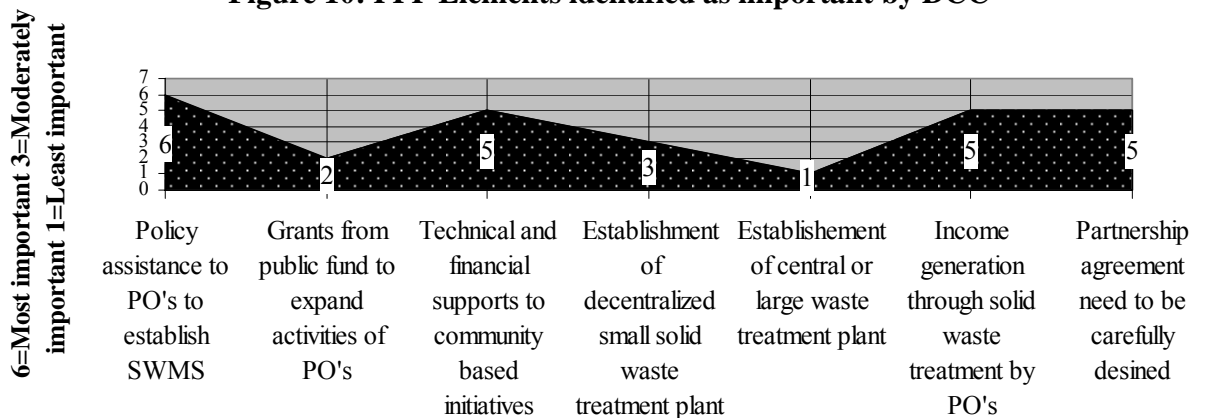 Figure 10: PPP Elements identified as important by DCC
6=Most important 3=Moderately
important 1=Least important
7
6
5
4
3
2
1
0
6
2
5
3
1
5
5
Policy
assistance to
PO's to
establish
SWMS
Grants from
public fund to
expand
activities of
PO's
Technical and
financial
supports to
community
based
initiatives
Establishment
of
decentralized
small solid
waste
treatment plant
Establishement
of central or
large waste
treatment plant
Income
generation
through solid
waste
treatment by
PO's
Partnership
agreement
need to be
carefully
desined